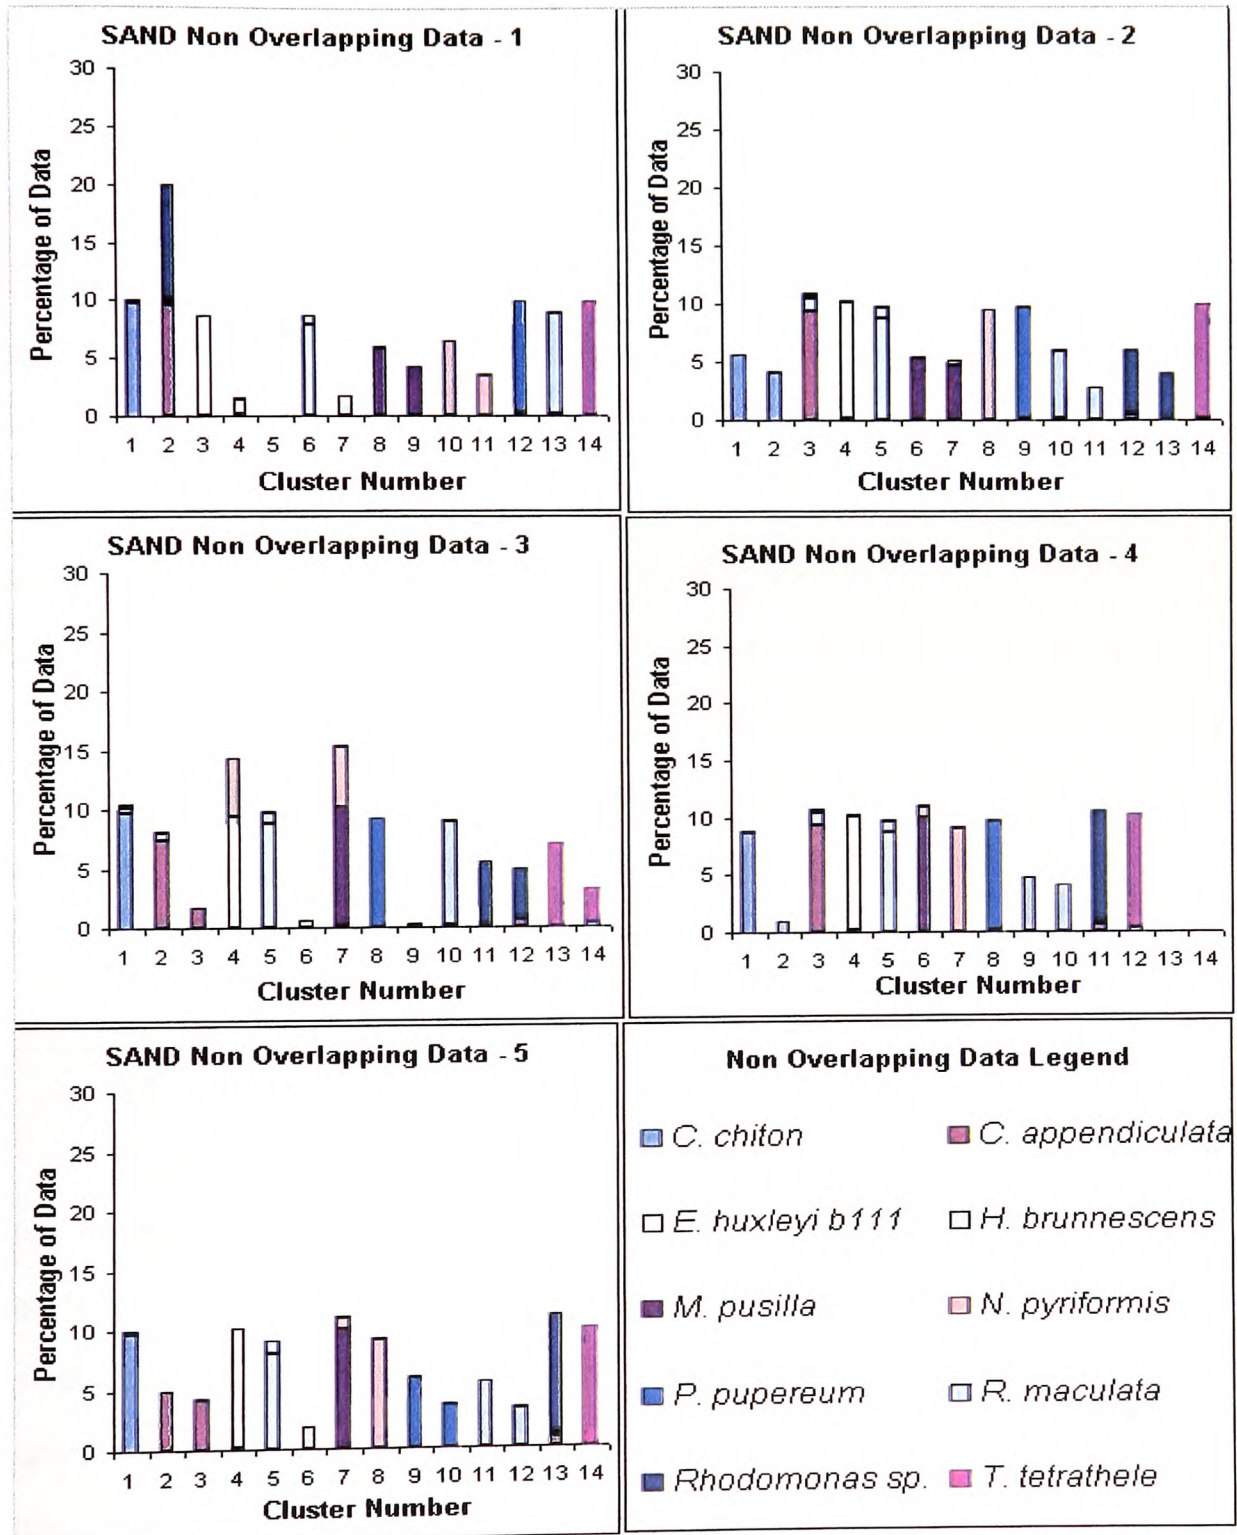 SAND Non Overlapping Data - 1
30
25
20
15
10
5
0
Percentage of Data
1 2 3 4 5 6 7 8 9 10 11 12 13 14
Cluster Number
SAND Non Overlapping Data - 2
30
25
20
15
10
5
0
Percentage of Data
1 2 3 4 5 6 7 8 9 10 11 12 13 14
Cluster Number
SAND Non Overlapping Data - 3
30
25
20
15
10
5
0
Percentage of Data
1 2 3 4 5 6 7 8 9 10 11 12 13 14
Cluster Number
SAND Non Overlapping Data - 4
30
25
20
15
10
5
0
Percentage of Data
1 2 3 4 5 6 7 8 9 10 11 12 13 14
Cluster Number
SAND Non Overlapping Data - 5
30
25
20
15
10
5
0
Percentage of Data
1 2 3 4 5 6 7 8 9 10 11 12 13 14
Cluster Number
Non Overlapping Data Legend
C. chiton C. appendiculata
E. huxleyi b111 H. brunnescens
M. pusilla N. pyriformis
P. pupereum R. maculata
Rhodomonas sp. T. tetrathele